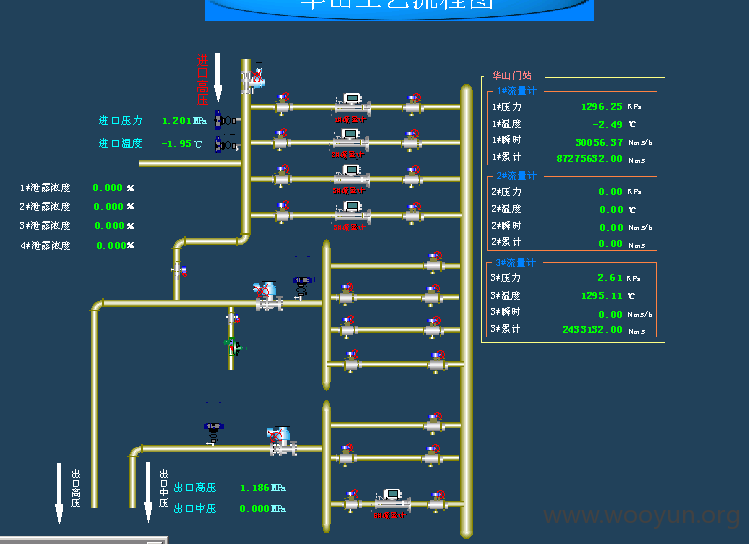 华山工艺流程图
进口高压
进口压力 1.201MPa
进口温度 -1.95℃
1#泄露浓度 0.000 %
2#泄露浓度 0.000 %
3#泄露浓度 0.000%
4#泄露浓度 0.000%
华山门站
1#流量计
1#压力 1296.25 KPa
1#温度 -2.49 ℃
1#瞬时 30056.37 Nm3/h
1#累计 87275632.00 Nm3
2#流量计
2#压力 0.00 KPa
2#温度 0.00 ℃
2#瞬时 0.00 Nm3/h
2#累计 0.00 Nm3
3#流量计
3#压力 2.61 KPa
3#温度 1295.11 ℃
3#瞬时 0.00 Nm3/h
3#累计 2433132.00 Nm3
出口高压
出口中压
出口高压 1.186MPa
出口中压 0.000MPa
www.wooyun.org